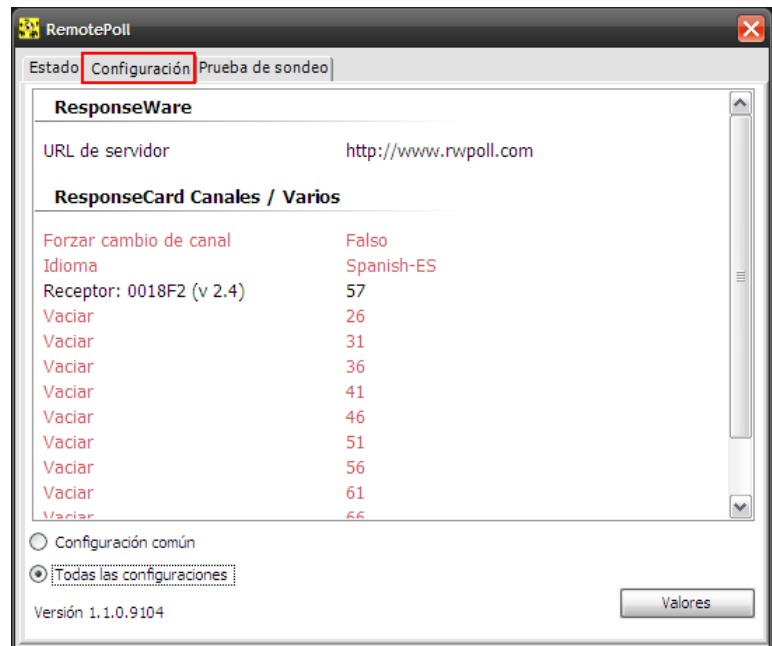 RemotePoll
Estado Configuración Prueba de sondeo
ResponseWare
URL de servidor http://www.rwpoll.com
ResponseCard Canales / Varios
Forzar cambio de canal Falso
Idioma Spanish-ES
Receptor: 0018F2 (v 2.4) 57
Vaciar 26
Vaciar 31
Vaciar 36
Vaciar 41
Vaciar 46
Vaciar 51
Vaciar 56
Vaciar 61
Vaciar 66
Configuración común
Todas las configuraciones
Versión 1.1.0.9104 Valores